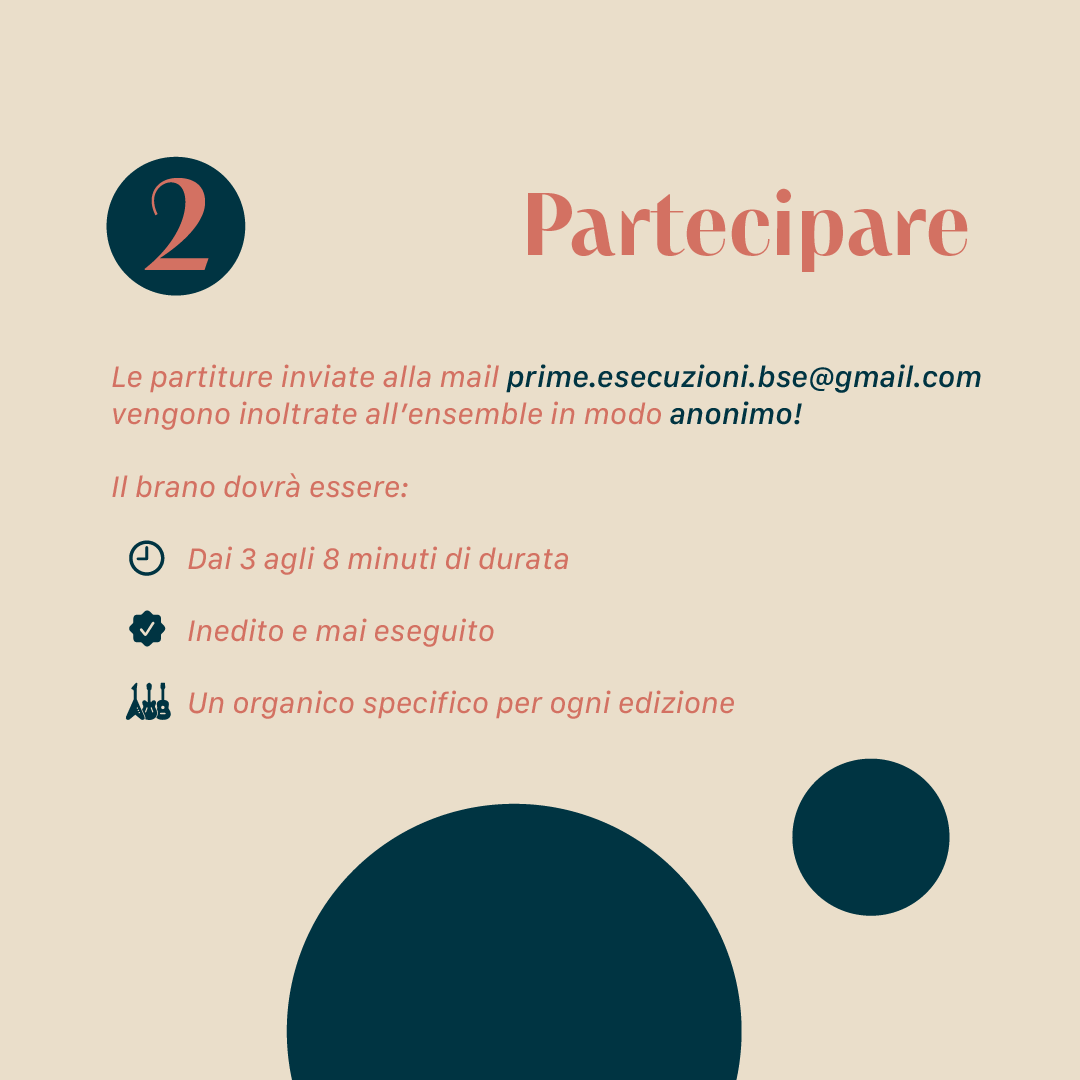 2
Partecipare
Le partiture inviate alla mail prime.esecuzioni.bse@gmail.com
vengono inoltrate all’ensemble in modo anonimo!
Il brano dovrà essere:
Dai 3 agli 8 minuti di durata
Inedito e mai eseguito
Un organico specifico per ogni edizione